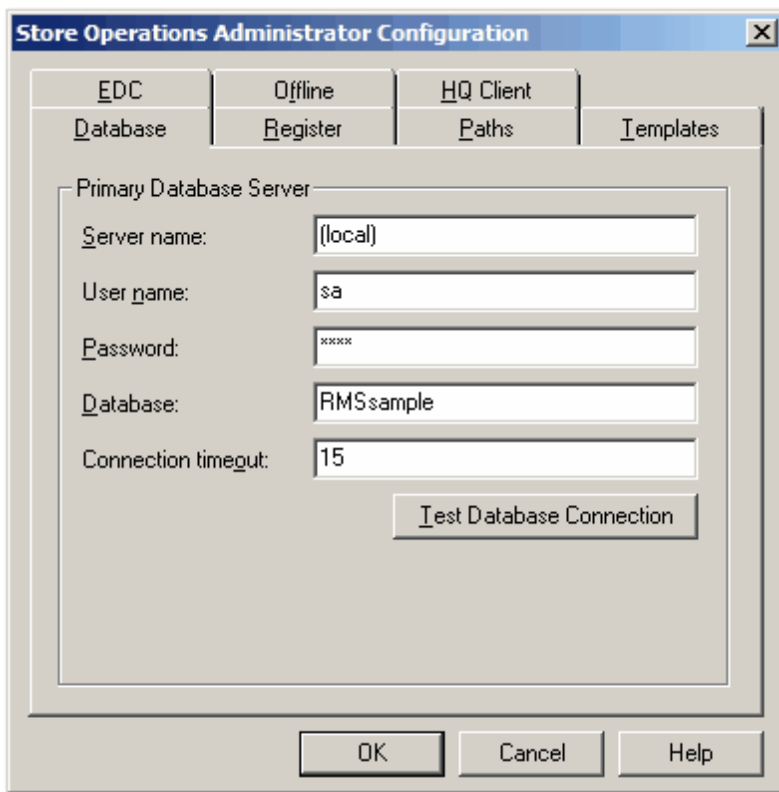 Store Operations Administrator Configuration
EDC Offline HQ Client
Database Register Paths Templates
Primary Database Server
Server name: (local)
User name: sa
Password: ****
Database: RMSsample
Connection timeout: 15
Test Database Connection
OK Cancel Help